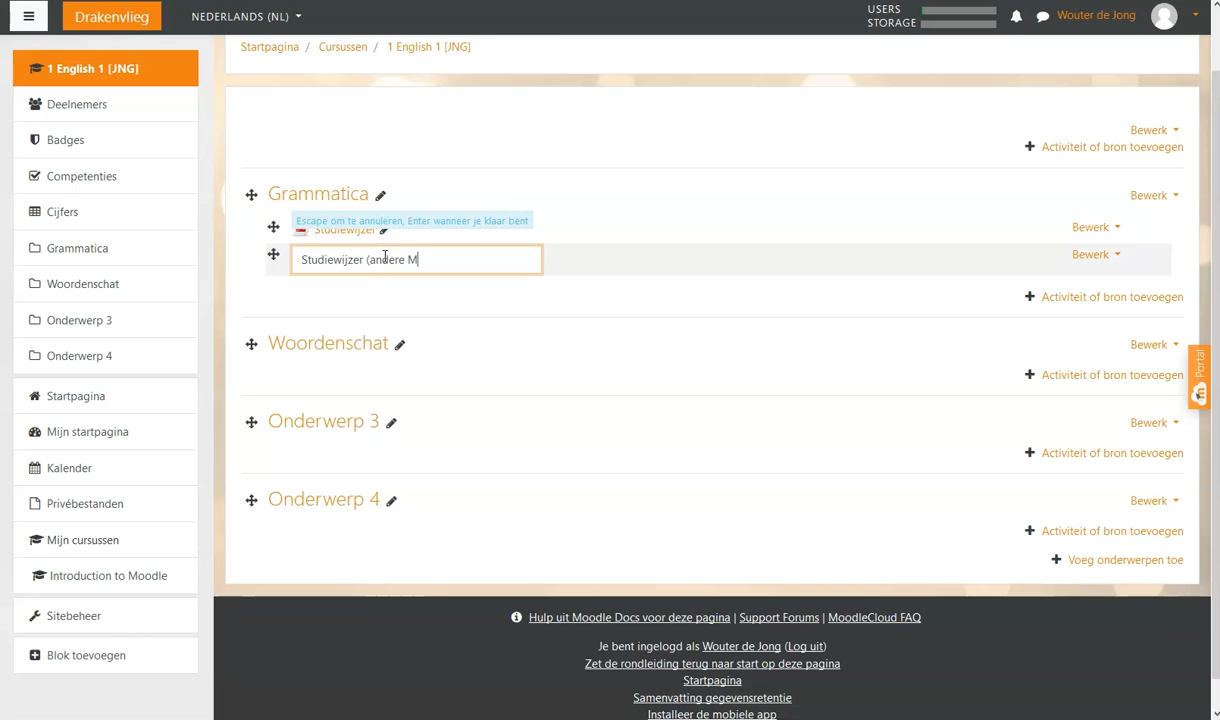 Drakenvlieg
NEDERLANDS (NL)
USERS
STORAGE
Wouter de Jong
1 English 1 [JNG]
Deelnemers
Badges
Competenties
Cijfers
Grammatica
Woordenschat
Onderwerp 3
Onderwerp 4
Startpagina
Mijn startpagina
Kalender
Privébestanden
Mijn cursussen
Introduction to Moodle
Sitebeheer
Blok toevoegen
Startpagina / Cursussen / 1 English 1 [JNG]
Bewerk
Activiteit of bron toevoegen
Grammatica
Bewerk
Escape om te annuleren, Enter wanneer je klaar bent
Studiewijzer
Bewerk
Studiewijzer (andere M
Bewerk
Activiteit of bron toevoegen
Woordenschat
Bewerk
Activiteit of bron toevoegen
Onderwerp 3
Bewerk
Activiteit of bron toevoegen
Onderwerp 4
Bewerk
Activiteit of bron toevoegen
Voeg onderwerpen toe
Portal
Hulp uit Moodle Docs voor deze pagina | Support Forums | MoodleCloud FAQ
Je bent ingelogd als Wouter de Jong (Log uit)
Zet de rondleiding terug naar start op deze pagina
Startpagina
Samenvatting gegevensretentie
Installeer de mobiele app